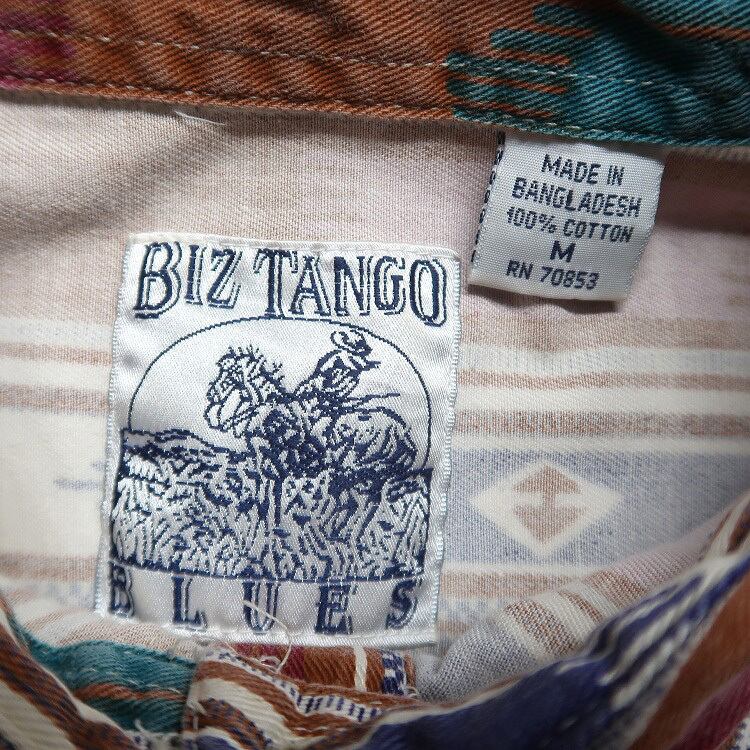 BIZ TANGO
BLUES
MADE IN
BANGLADESH
100% COTTON
M
RN 70853